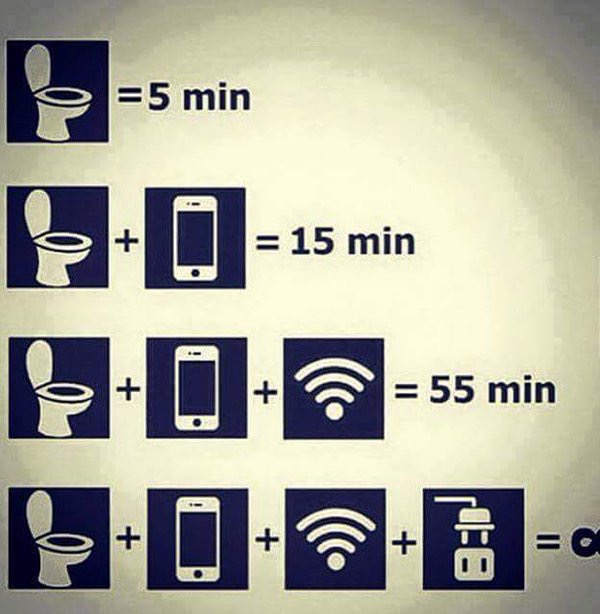 =5 min
+ = 15 min
+ + = 55 min
+ + + = ∞